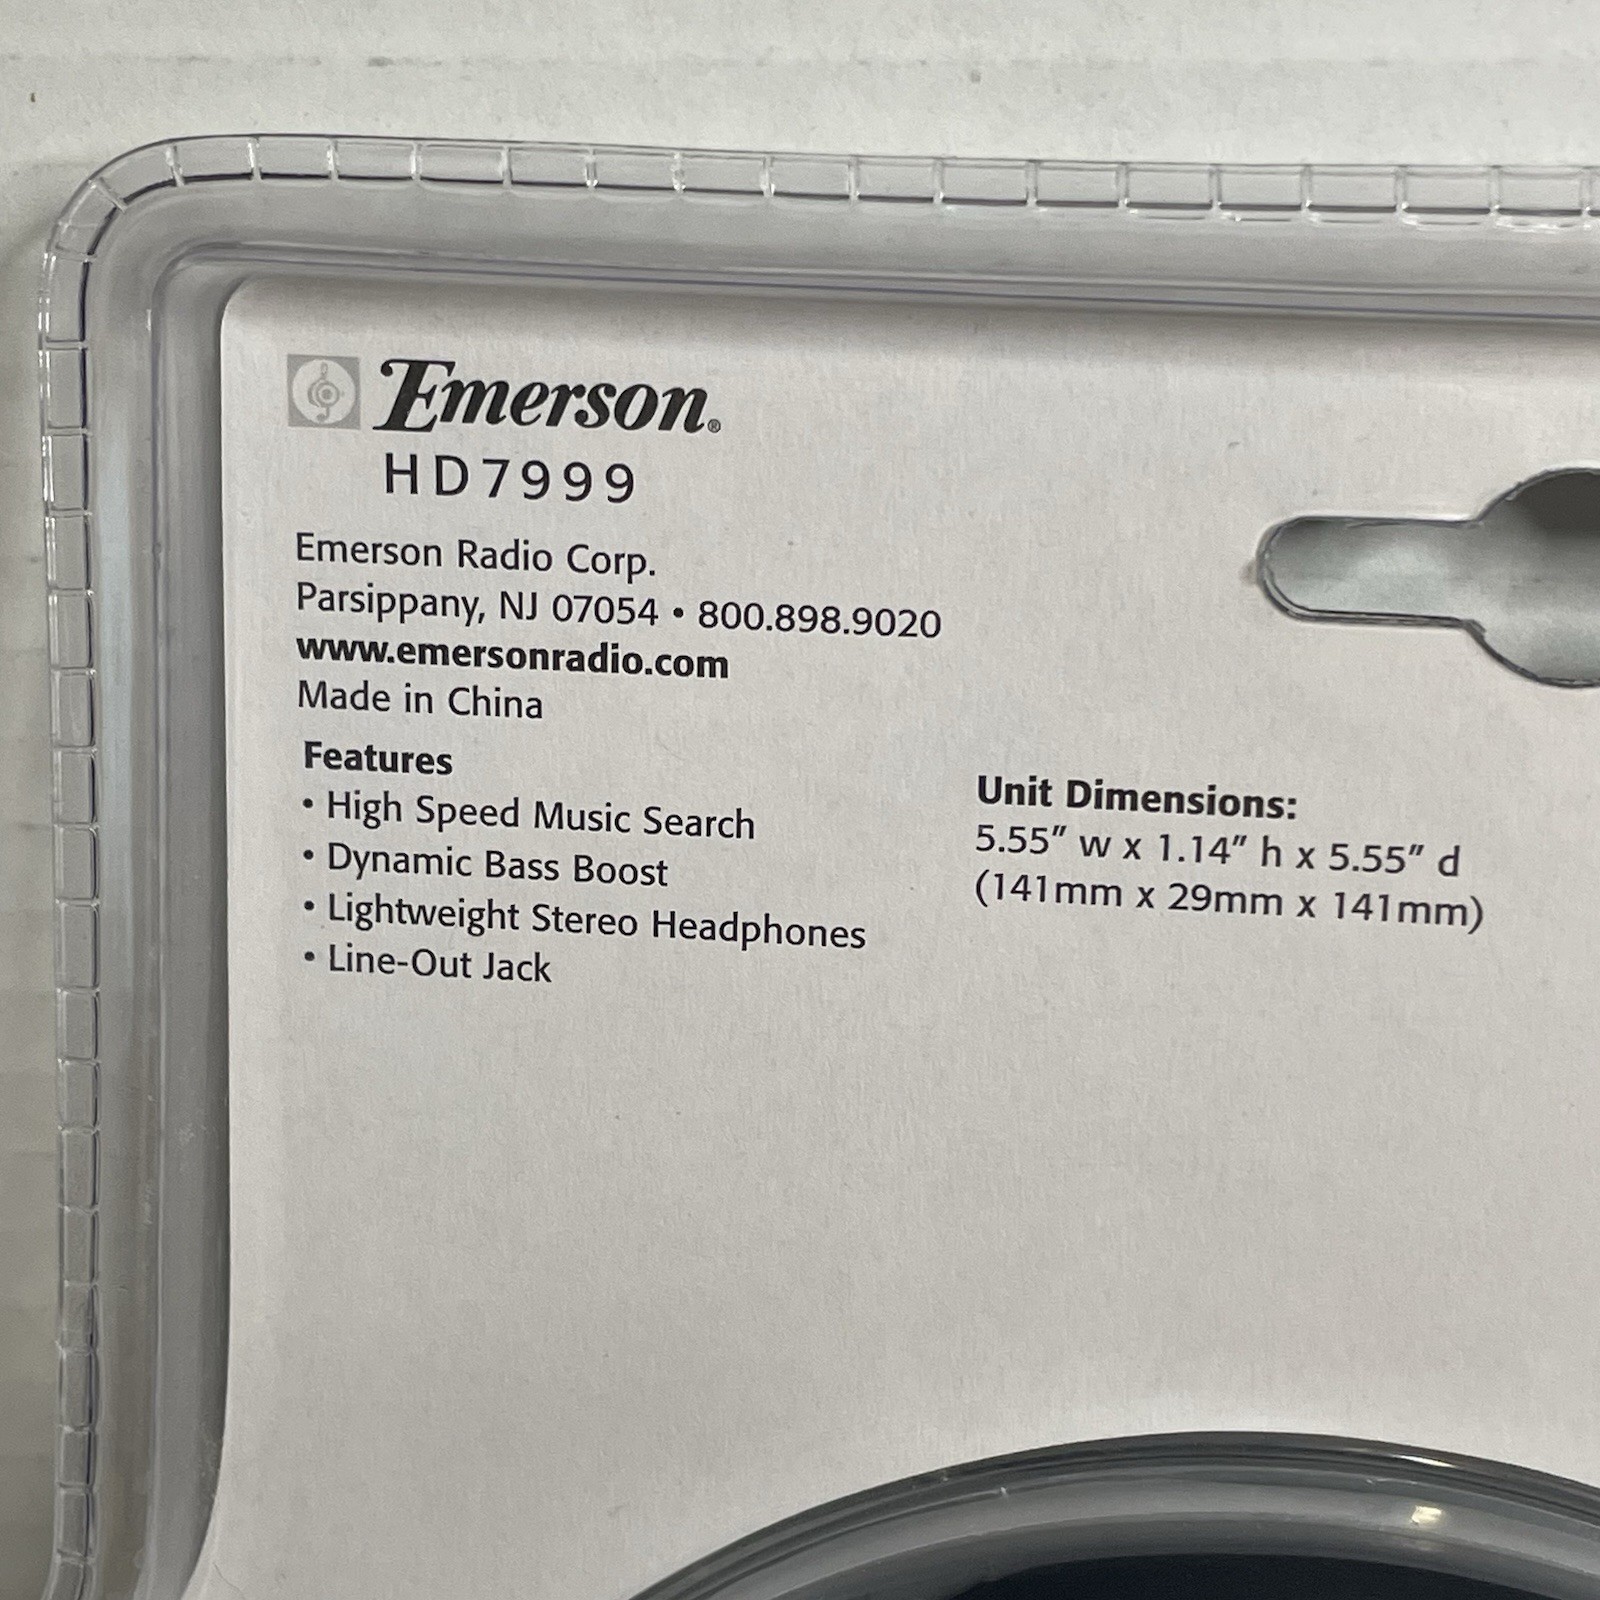 Emerson®
HD7999
Emerson Radio Corp.
Parsippany, NJ 07054 • 800.898.9020
www.emersonradio.com
Made in China
Features
• High Speed Music Search
• Dynamic Bass Boost
• Lightweight Stereo Headphones
• Line-Out Jack
Unit Dimensions:
5.55" w x 1.14" h x 5.55" d
(141mm x 29mm x 141mm)